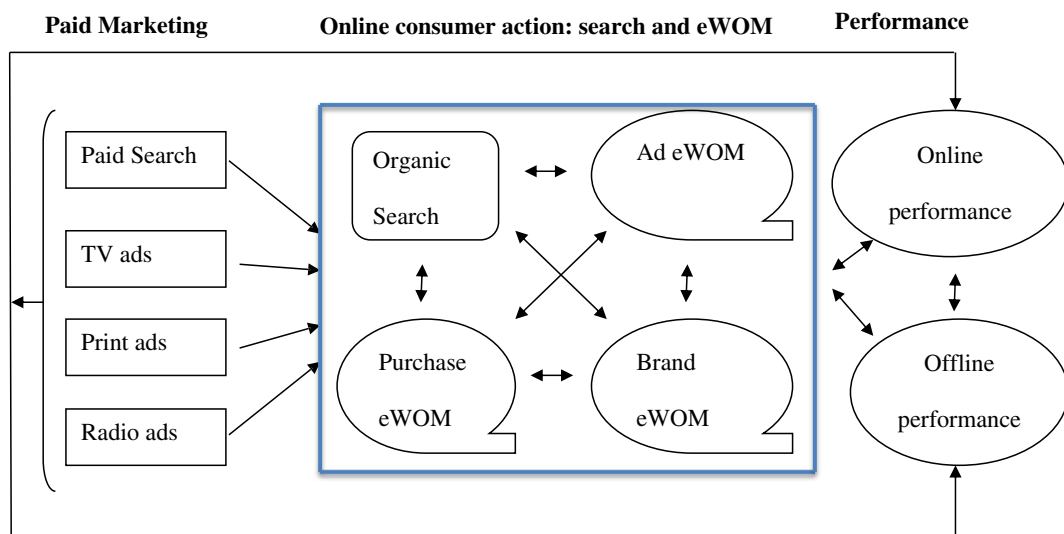 Paid Marketing
Online consumer action: search and eWOM
Performance
Paid Search
TV ads
Print ads
Radio ads
Organic
Search
Ad eWOM
Purchase
eWOM
Brand
eWOM
Online
performance
Offline
performance